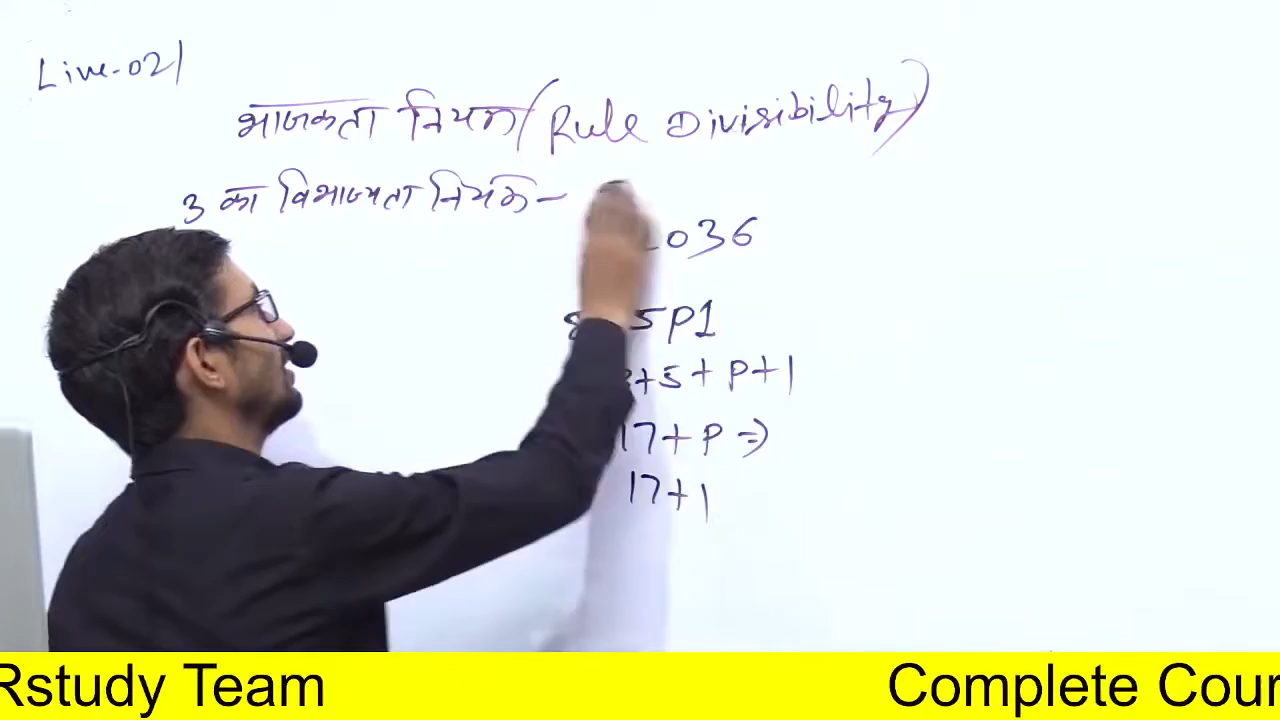 Live-021
भाजकता नियम (Rule Divisibility)
3 का विभाज्यता नियम –
036
5P1
+5+P+1
17+P ⇒
17+1
Rstudy Team
Complete Cour